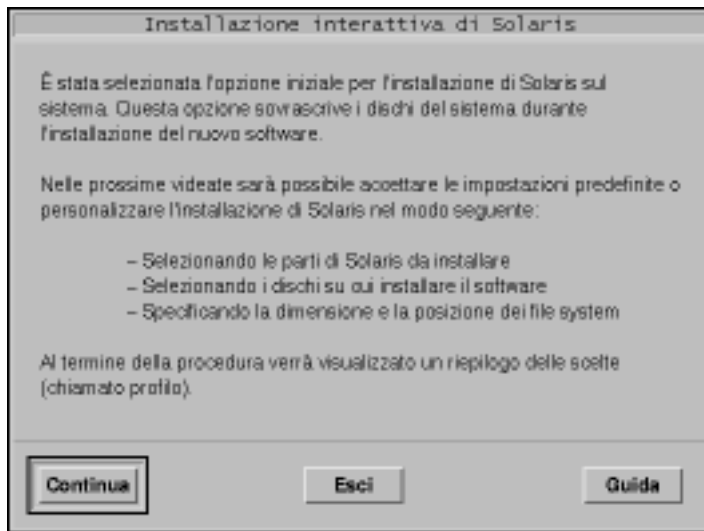 Installazione interattiva di Solaris
È stata selezionata l'opzione iniziale per l'installazione di Solaris sul
sistema. Questa opzione sovrascrive i dischi del sistema durante
l'installazione del nuovo software.
Nelle prossime videate sarà possibile accettare le impostazioni predefinite o
personalizzare l'installazione di Solaris nel modo seguente:
– Selezionando le parti di Solaris da installare
– Selezionando i dischi su cui installare il software
– Specificando la dimensione e la posizione dei file system
Al termine della procedura verrà visualizzato un riepilogo delle scelte
(chiamato profilo).
Continua
Esci
Guida